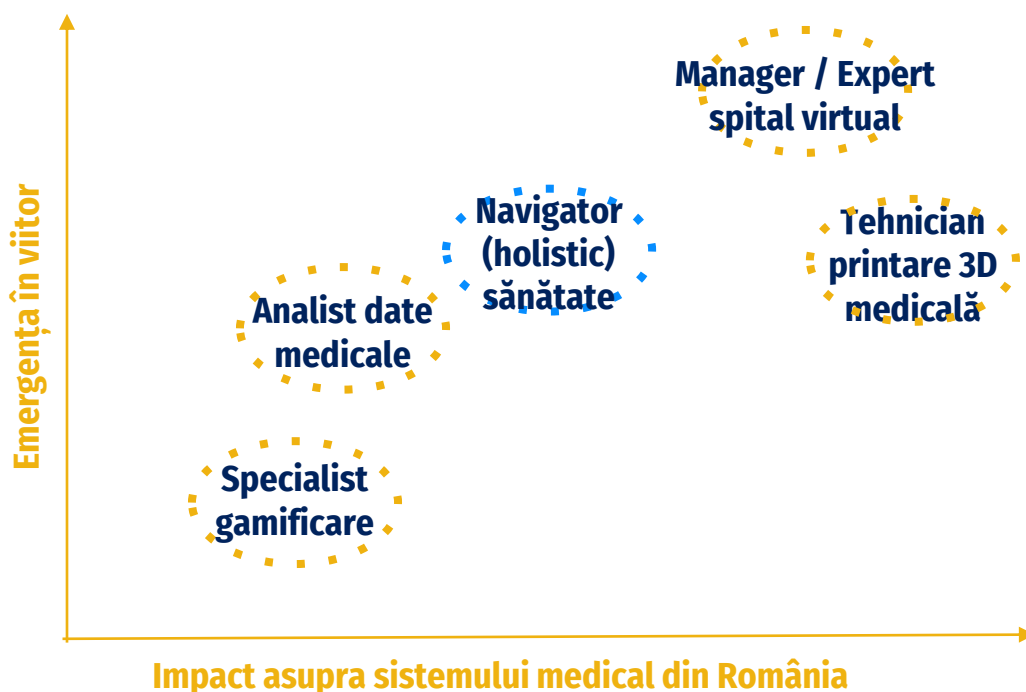 Emergența în viitor
Manager / Expert
spital virtual
Navigator
(holistic)
sănătate
Tehnician
printare 3D
medicală
Analist date
medicale
Specialist
gamificare
Impact asupra sistemului medical din România